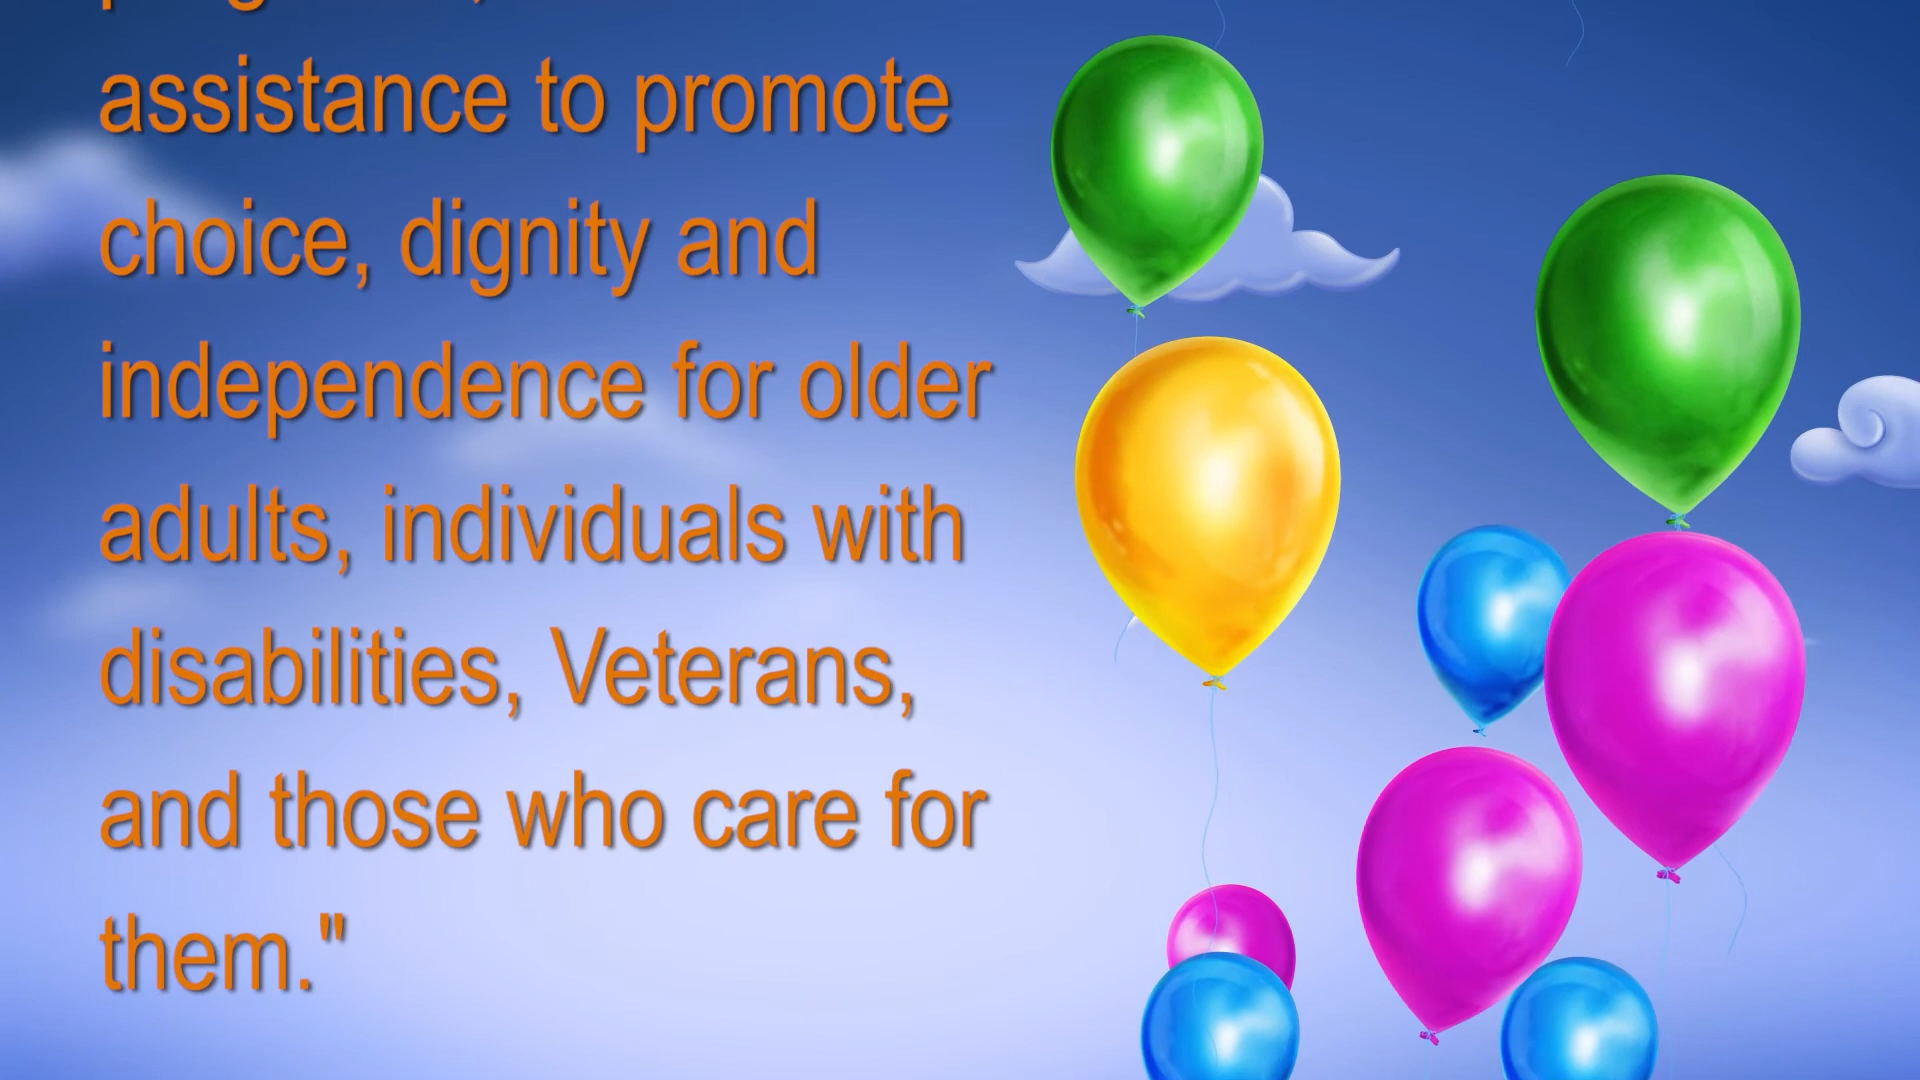 assistance to promote
choice, dignity and
independence for older
adults, individuals with
disabilities, Veterans,
and those who care for
them."